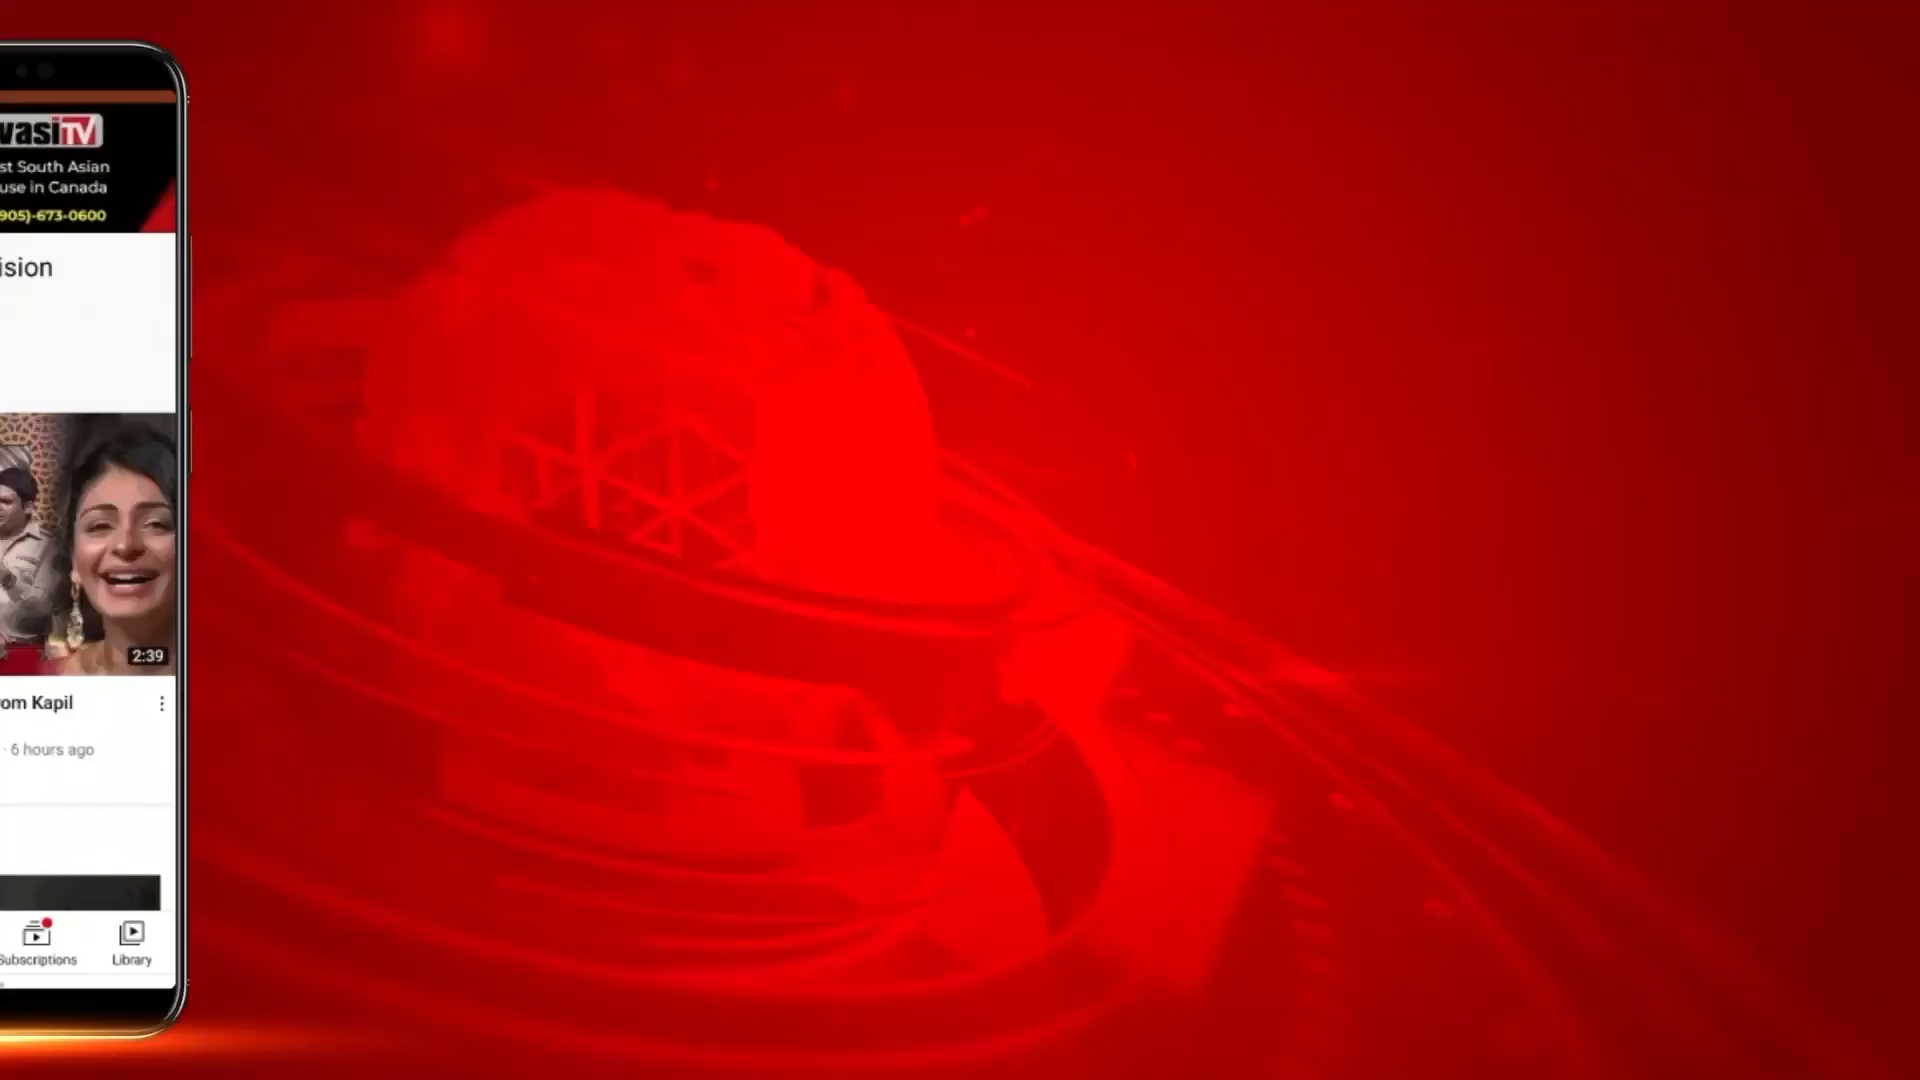 vasiTV
st South Asian
use in Canada
905)-673-0600
ision
2:39
om Kapil
· 6 hours ago
Subscriptions
Library